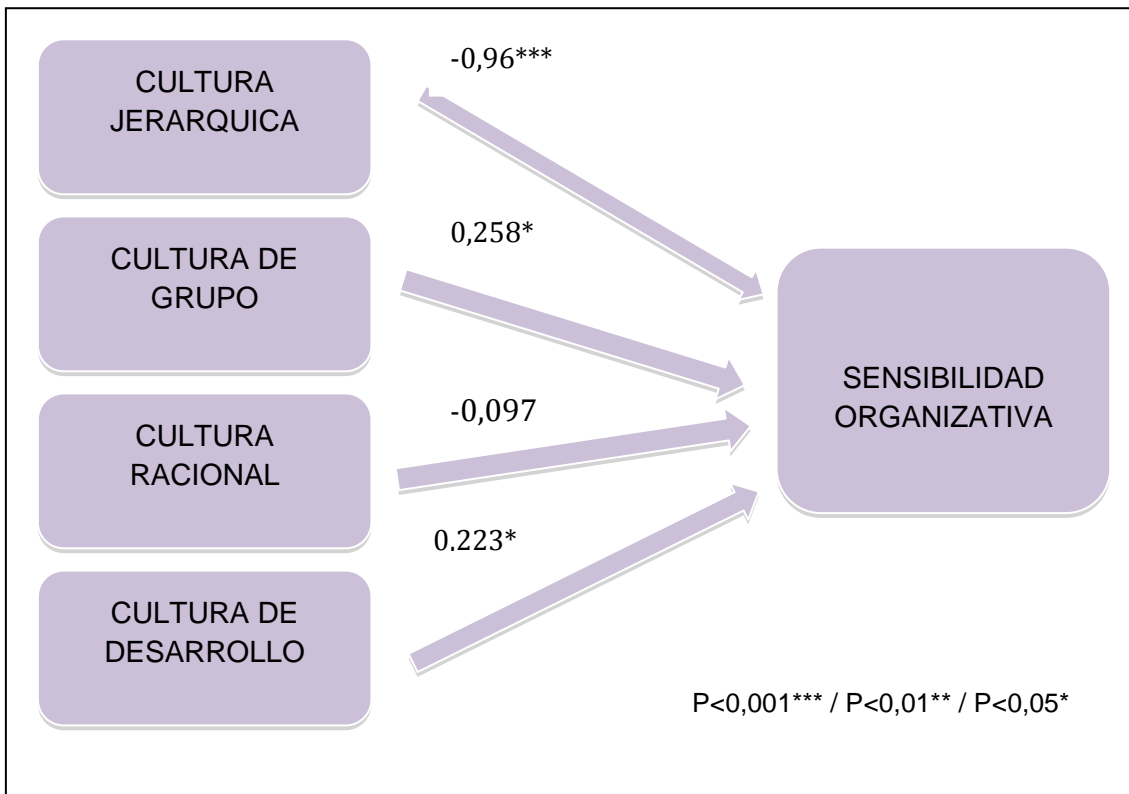 CULTURA
JERARQUICA
-0,96***
CULTURA DE
GRUPO
0,258*
CULTURA
RACIONAL
-0,097
CULTURA DE
DESARROLLO
0,223*
SENSIBILIDAD
ORGANIZATIVA
P<0,001*** / P<0,01** / P<0,05*